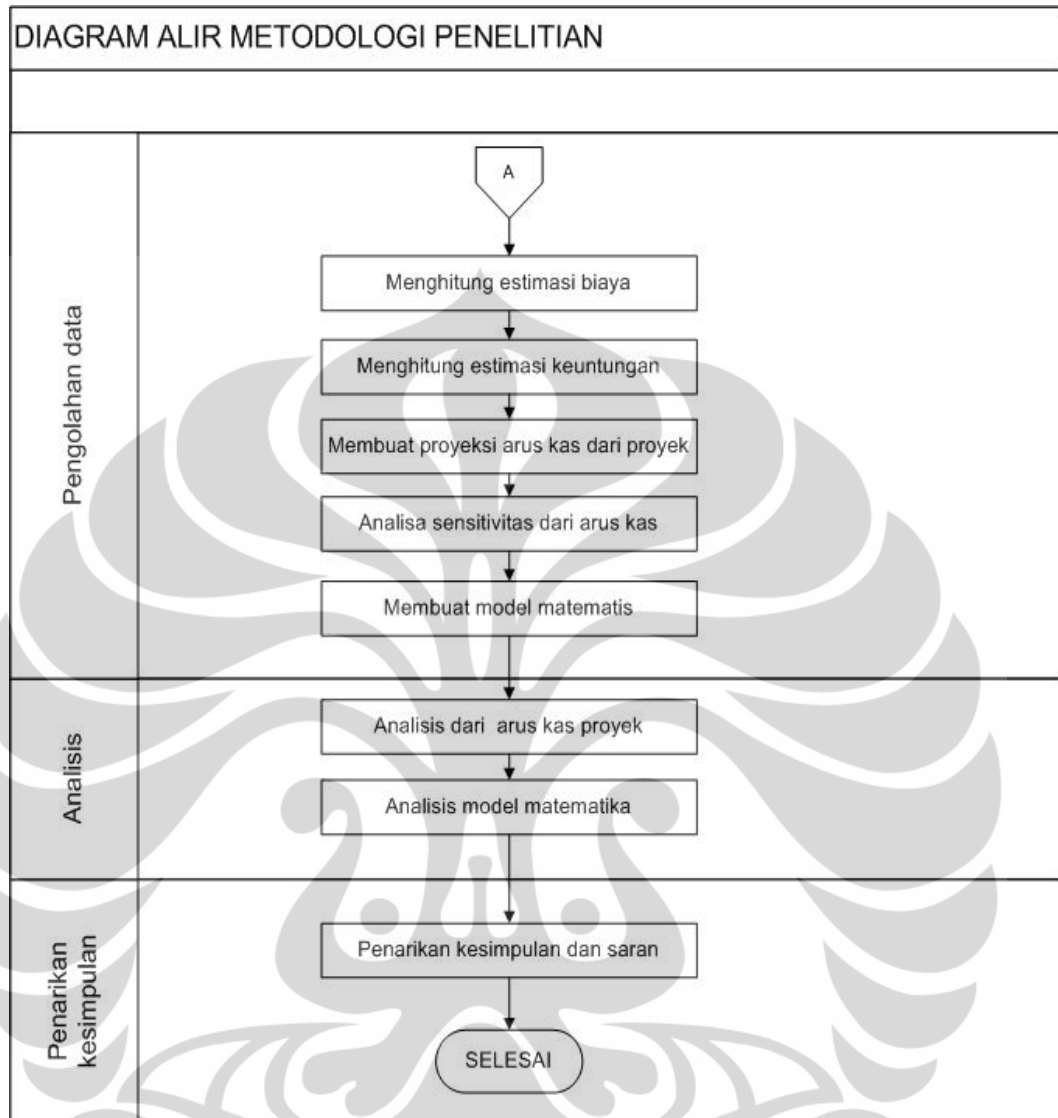 DIAGRAM ALIR METODOLOGI PENELITIAN
Pengolahan data
A
Menghitung estimasi biaya
Menghitung estimasi keuntungan
Membuat proyeksi arus kas dari proyek
Analisa sensitivitas dari arus kas
Membuat model matematis
Analisis
Analisis dari arus kas proyek
Analisis model matematika
Penarikan
kesimpulan
Penarikan kesimpulan dan saran
SELESAI